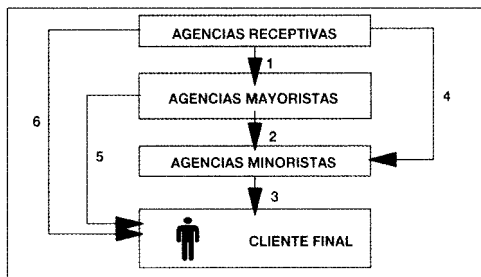 AGENCIAS RECEPTIVAS
1
AGENCIAS MAYORISTAS
4
6
2
5
AGENCIAS MINORISTAS
3
CLIENTE FINAL